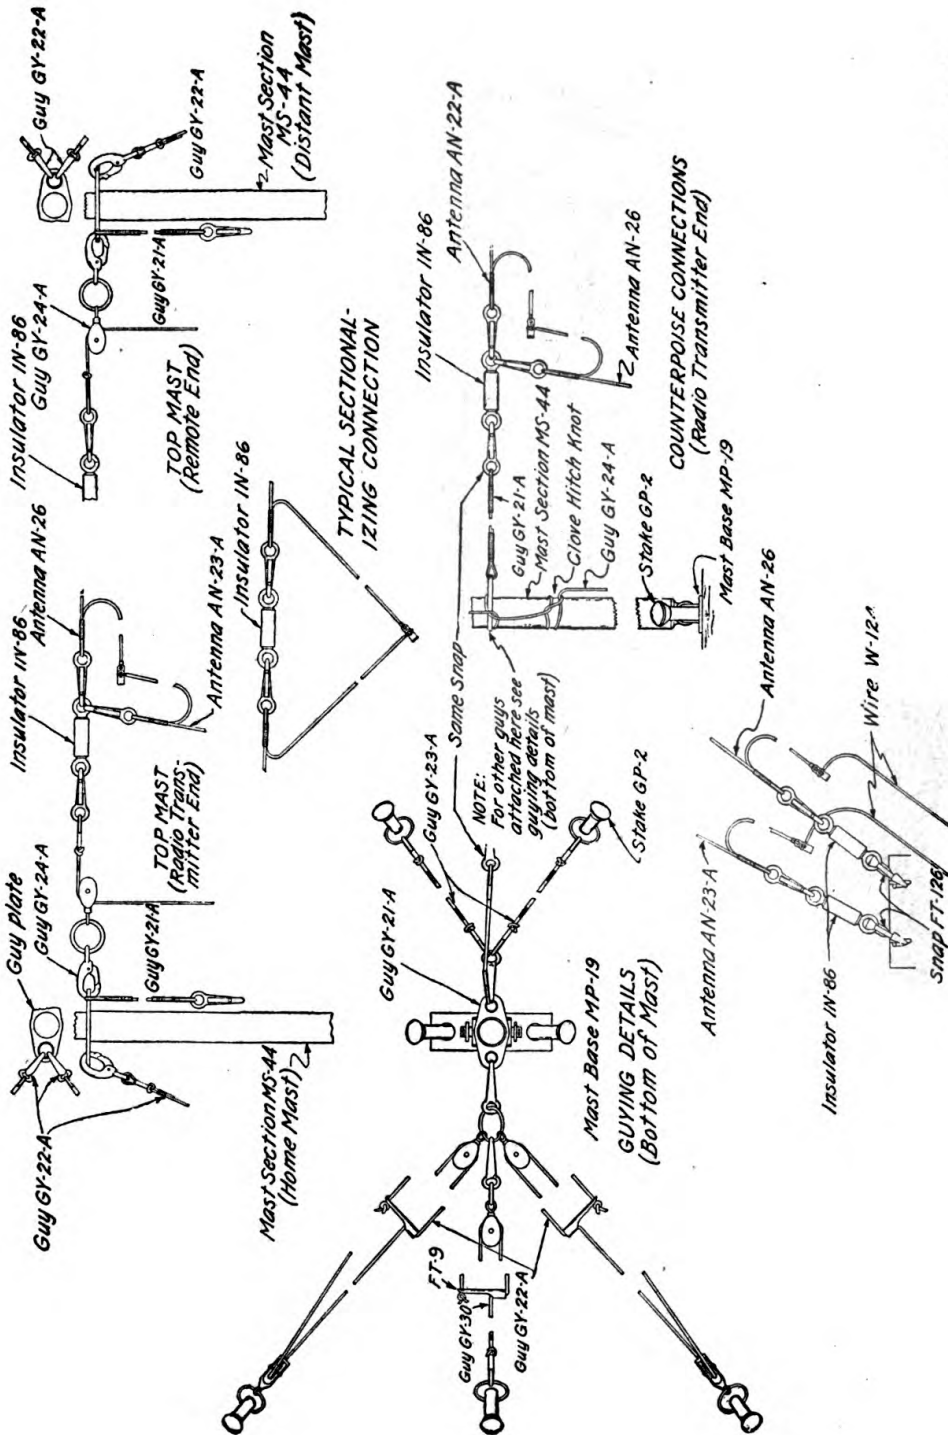 Guy plate
Guy GY-24-A
Guy GY-22-A
Guy GY-21-A
Insulator IN-86
Antenna AN-26
TOP MAST
(Radio Trans-
mitter End)
Antenna AN-23-A
Mast Section MS-44
(Home Mast)
Insulator IN-86
Guy GY-24-A
Guy GY-22-A
Guy GY-21-A
Guy GY-22-A
TOP MAST
(Remote End)
Mast Section
MS-44
(Distant Mast)
Insulator IN-86
TYPICAL SECTIONAL-
IZING CONNECTION
FT-9
Guy GY-30
Guy GY-22-A
Guy GY-21-A
Guy GY-23-A
Same Snap
Stake GP-2
Mast Base MP-19
GUYING DETAILS
(Bottom of Mast)
NOTE:
For other guys
attached here see
guying details
(bottom of mast)
Insulator IN-86
Antenna AN-22-A
Guy GY-21-A
Mast Section MS-44
Clove Hitch Knot
Guy GY-24-A
Antenna AN-26
Stake GP-2
Mast Base MP-19
COUNTERPOISE CONNECTIONS
(Radio Transmitter End)
Antenna AN-23-A
Antenna AN-26
Insulator IN-86
Snap FT-126
Wire W-128